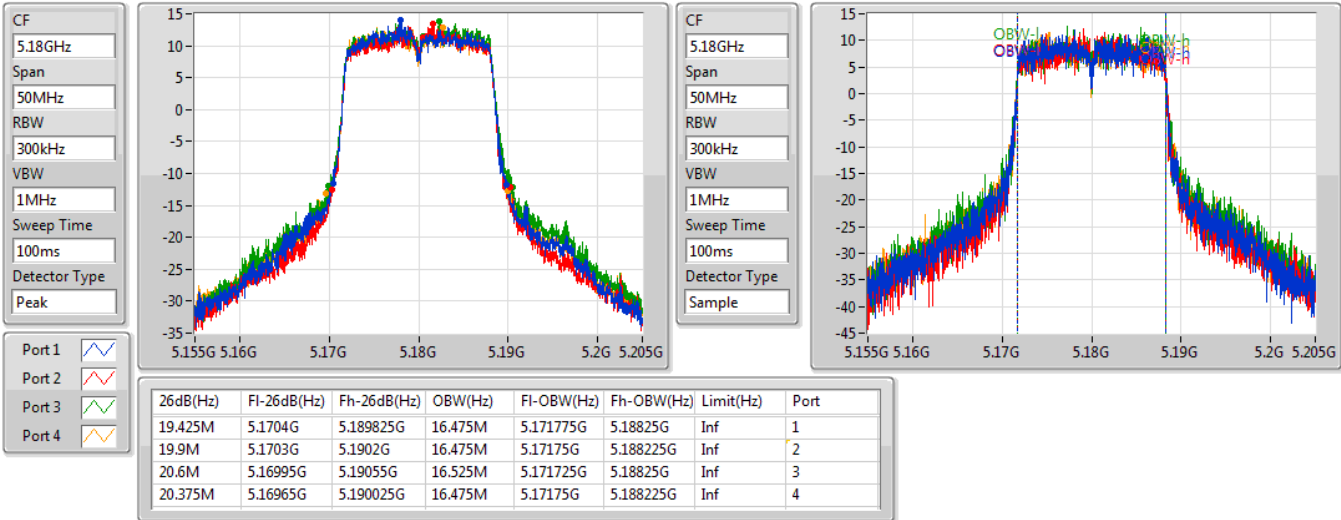 CF
5.18GHz
Span
50MHz
RBW
300kHz
VBW
1MHz
Sweep Time
100ms
Detector Type
Peak
15
10
5
0
-5
-10
-15
-20
-25
-30
-35
5.155G 5.16G 5.17G 5.18G 5.19G 5.2G 5.205G
CF
5.18GHz
Span
50MHz
RBW
300kHz
VBW
1MHz
Sweep Time
100ms
Detector Type
Sample
15
10
5
0
-5
-10
-15
-20
-25
-30
-35
-40
-45
OBW-l
OBW-h
5.155G 5.16G 5.17G 5.18G 5.19G 5.2G 5.205G
Port 1
Port 2
Port 3
Port 4
26dB(Hz) Fl-26dB(Hz) Fh-26dB(Hz) OBW(Hz) Fl-OBW(Hz) Fh-OBW(Hz) Limit(Hz) Port
19.425M 5.1704G 5.189825G 16.475M 5.171775G 5.18825G Inf 1
19.9M 5.1703G 5.1902G 16.475M 5.17175G 5.188225G Inf 2
20.6M 5.16995G 5.19055G 16.525M 5.171725G 5.18825G Inf 3
20.375M 5.16965G 5.190025G 16.475M 5.17175G 5.188225G Inf 4